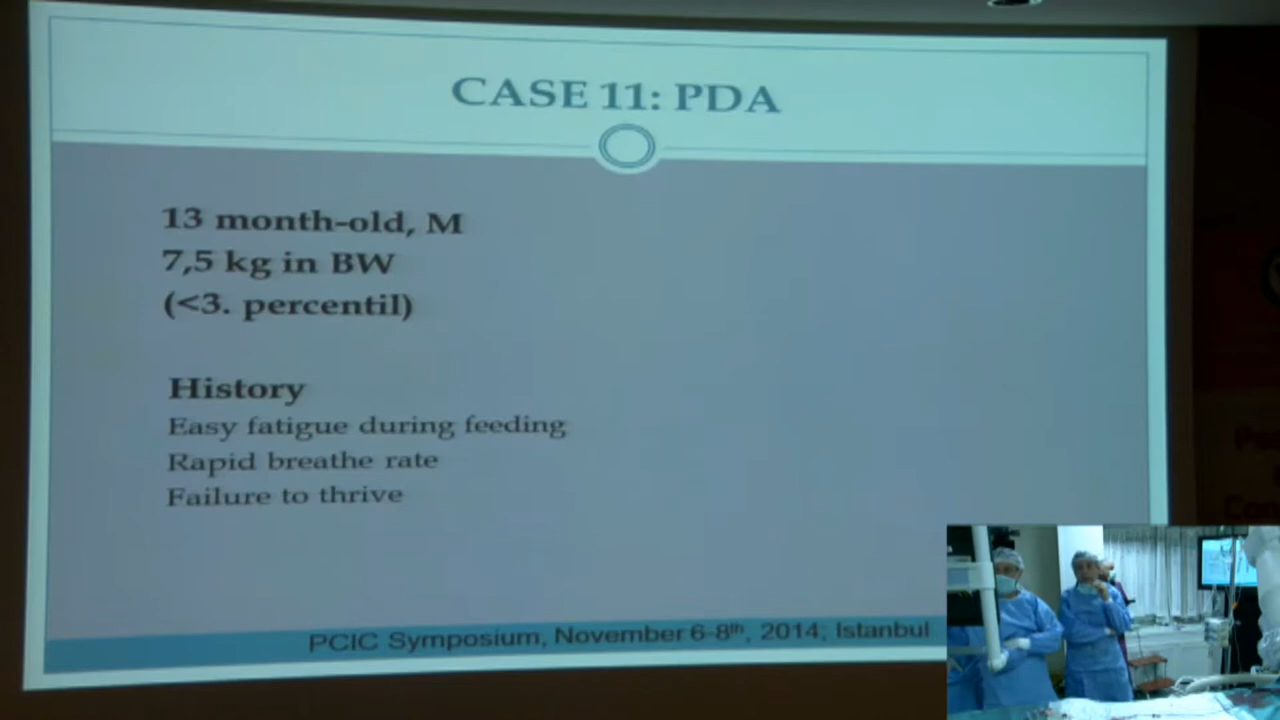 CASE 11: PDA
13 month-old, M
7,5 kg in BW
(<3. percentil)
History
Easy fatigue during feeding
Rapid breathe rate
Failure to thrive
PCIC Symposium, November 6-8th, 2014, Istanbul